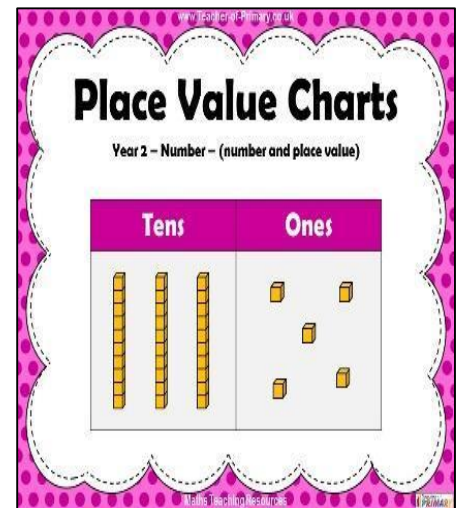 www.Teacher-of-Primary.co.uk
Place Value Charts
Year 2 – Number – (number and place value)
Tens Ones
Maths Teaching Resources
PRIMARY